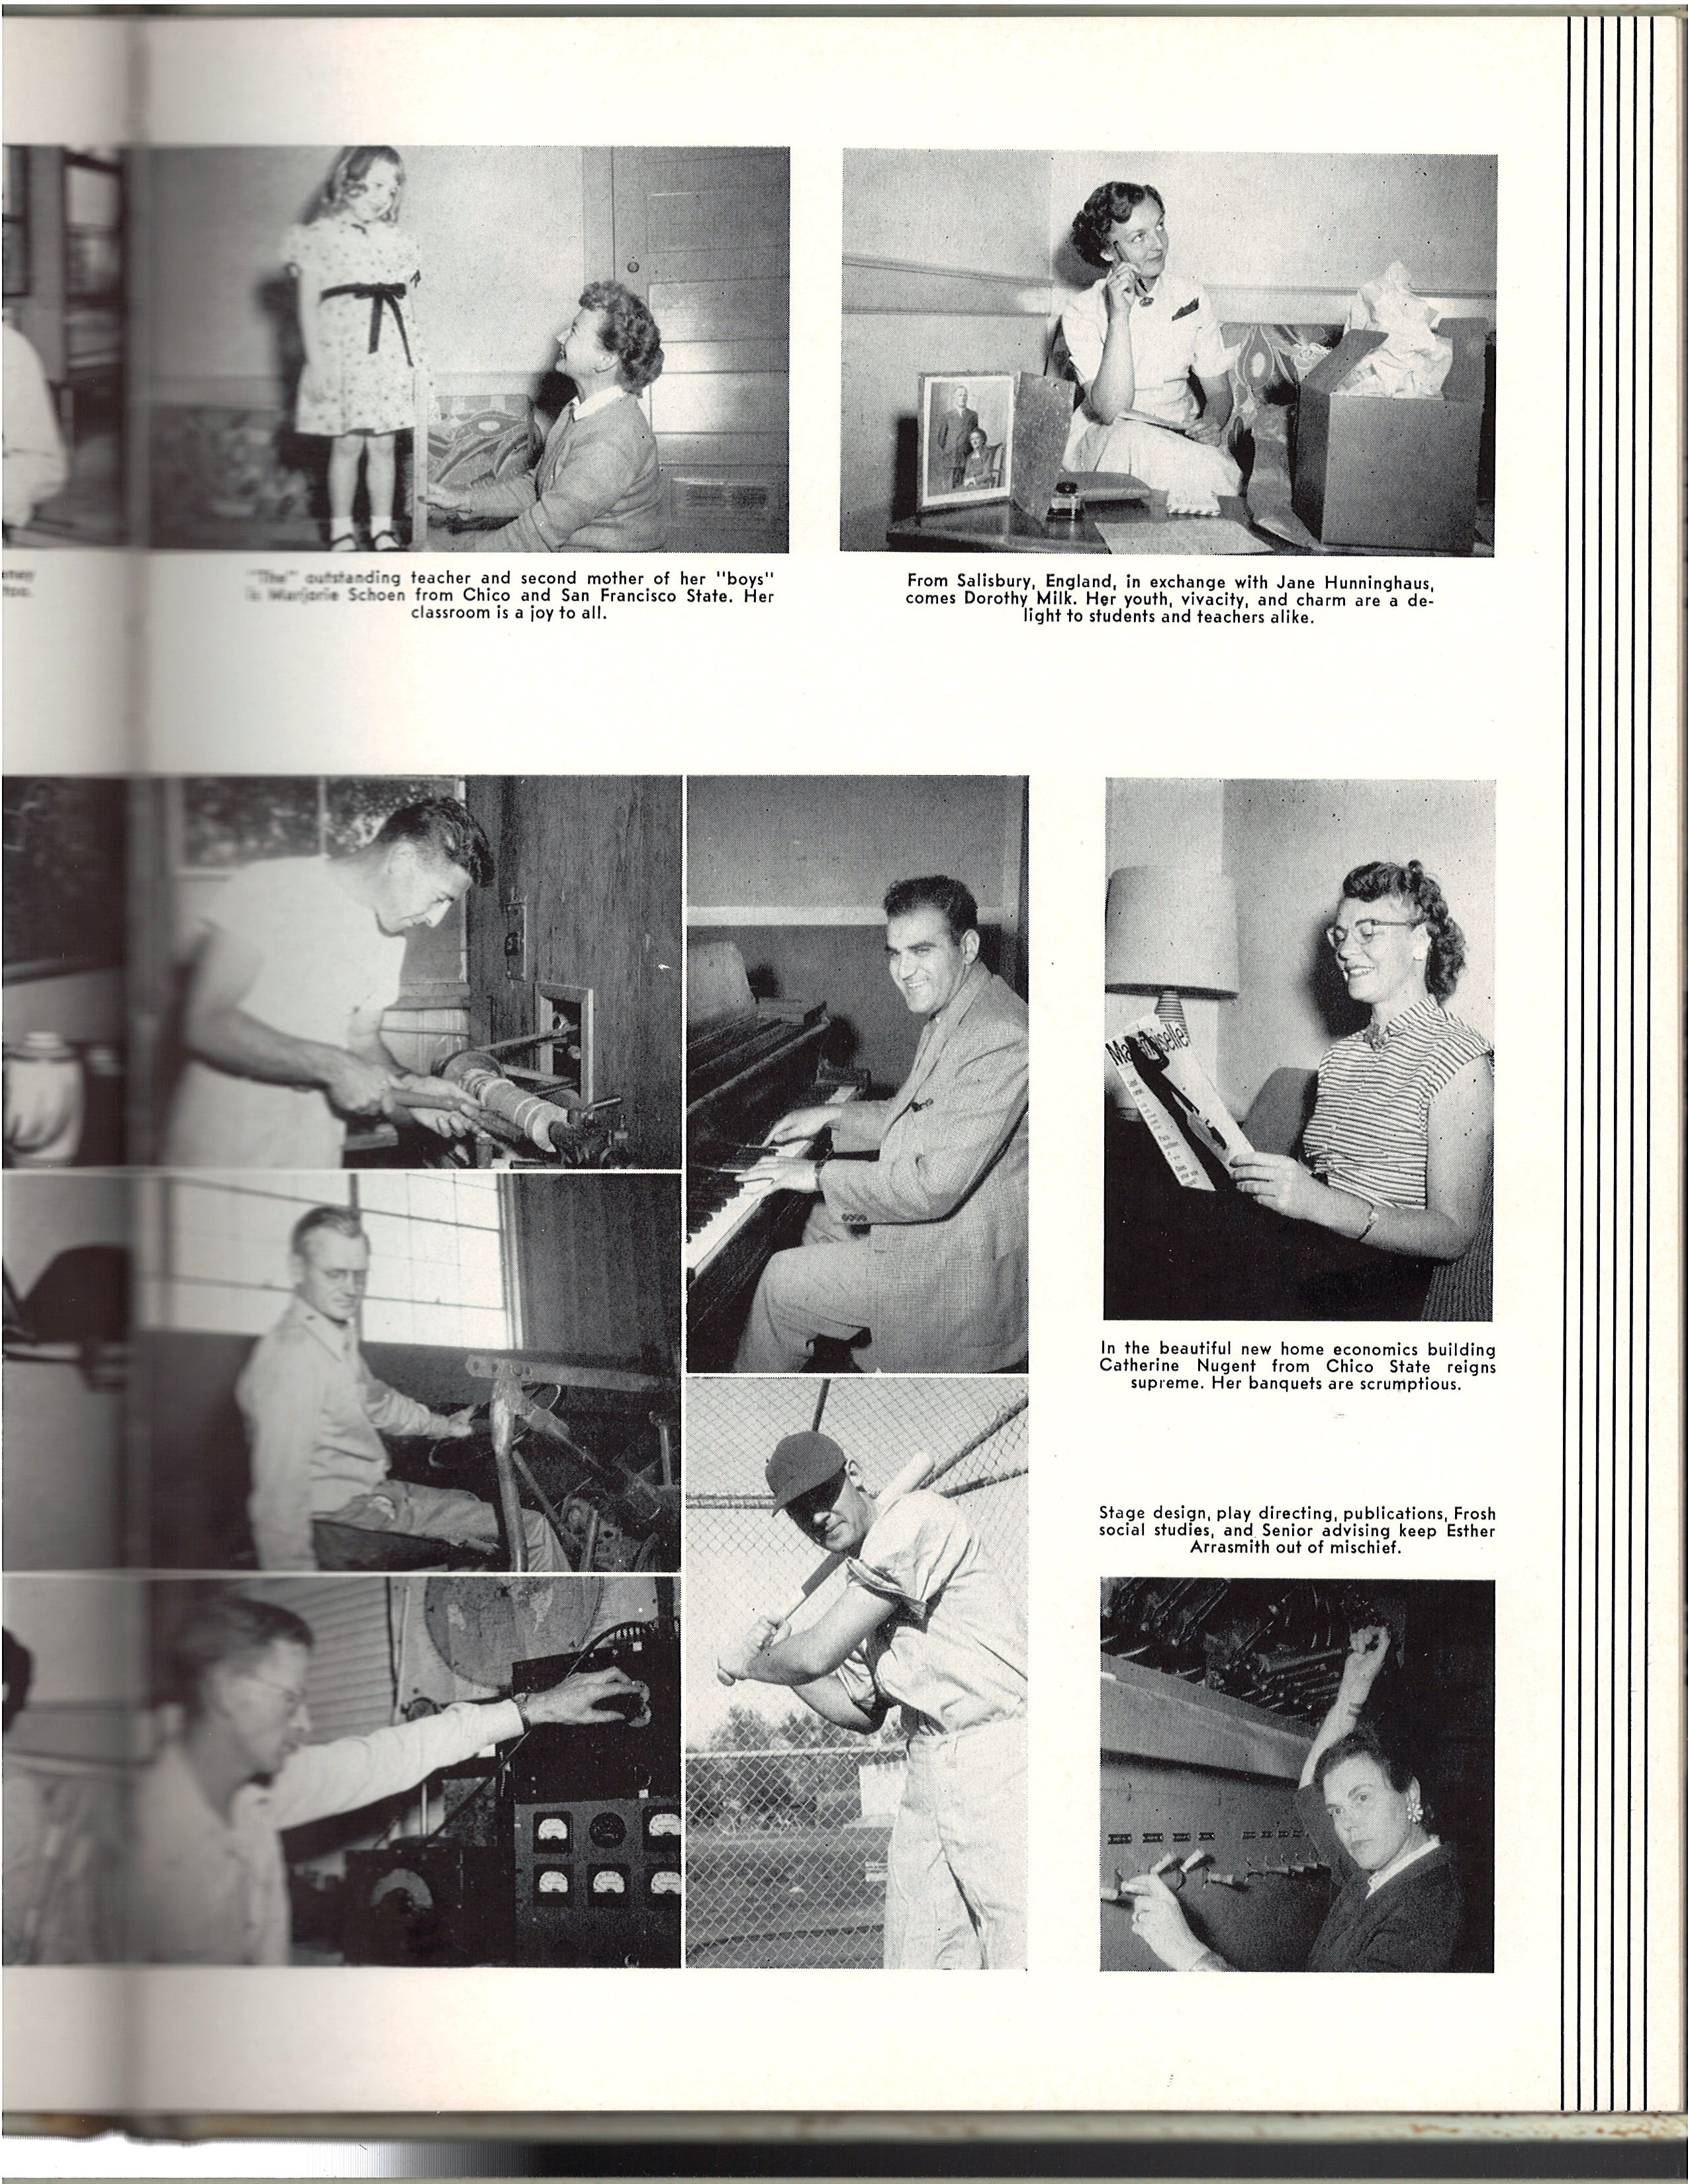 "The" outstanding teacher and second mother of her "boys"
is Marjorie Schoen from Chico and San Francisco State. Her
classroom is a joy to all.
From Salisbury, England, in exchange with Jane Hunninghaus,
comes Dorothy Milk. Her youth, vivacity, and charm are a de-
light to students and teachers alike.
In the beautiful new home economics building
Catherine Nugent from Chico State reigns
supreme. Her banquets are scrumptious.
Stage design, play directing, publications, Frosh
social studies, and Senior advising keep Esther
Arrasmith out of mischief.